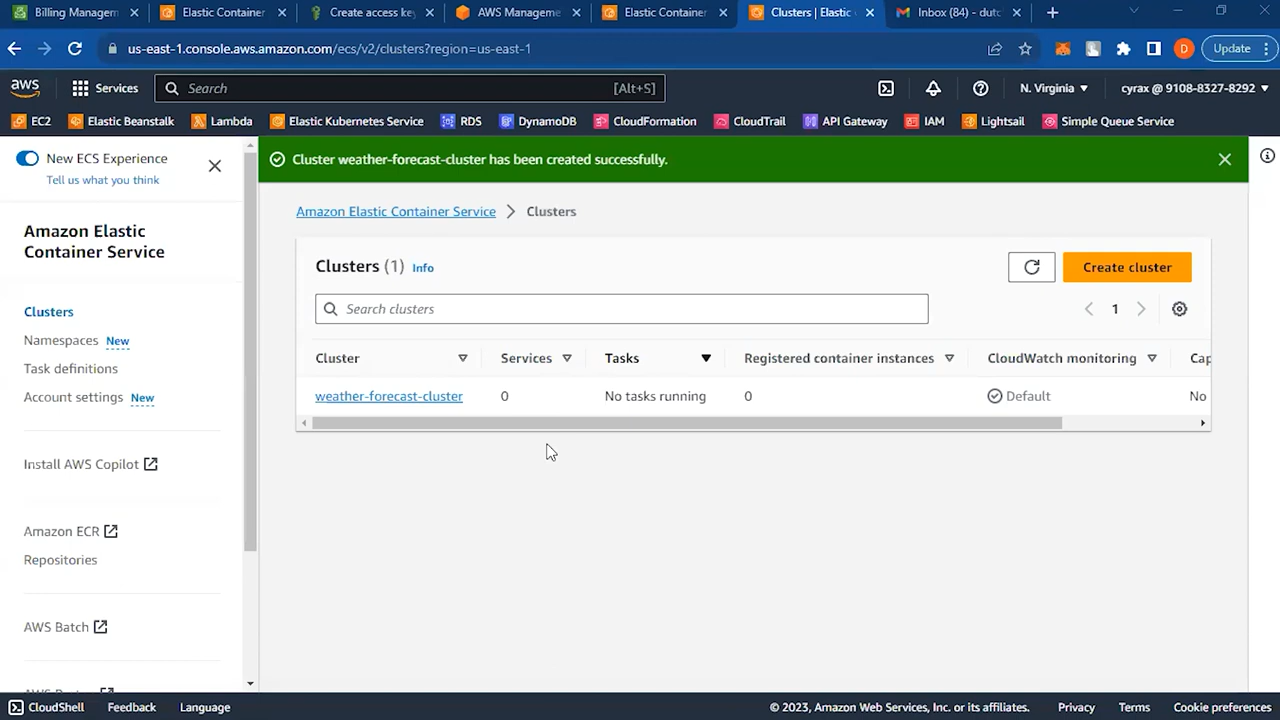 Billing Managem
Elastic Container
Create access key
AWS Manageme
Elastic Container
Clusters | Elastic
Inbox (84) - dutch
us-east-1.console.aws.amazon.com/ecs/v2/clusters?region=us-east-1
D
Update
aws
Services
Search
[Alt+S]
N. Virginia
cyrax @ 9108-8327-8292
EC2
Elastic Beanstalk
Lambda
Elastic Kubernetes Service
RDS
DynamoDB
CloudFormation
CloudTrail
API Gateway
IAM
Lightsail
Simple Queue Service
New ECS Experience
Tell us what you think
Cluster weather-forecast-cluster has been created successfully.
Amazon Elastic Container Service
Clusters
Amazon Elastic
Container Service
Clusters
Namespaces New
Task definitions
Account settings New
Install AWS Copilot
Amazon ECR
Repositories
AWS Batch
Clusters (1) Info
Create cluster
Search clusters
1
Cluster
Services
Tasks
Registered container instances
CloudWatch monitoring
Cap
weather-forecast-cluster
0
No tasks running
0
Default
No
CloudShell
Feedback
Language
© 2023, Amazon Web Services, Inc. or its affiliates.
Privacy
Terms
Cookie preferences